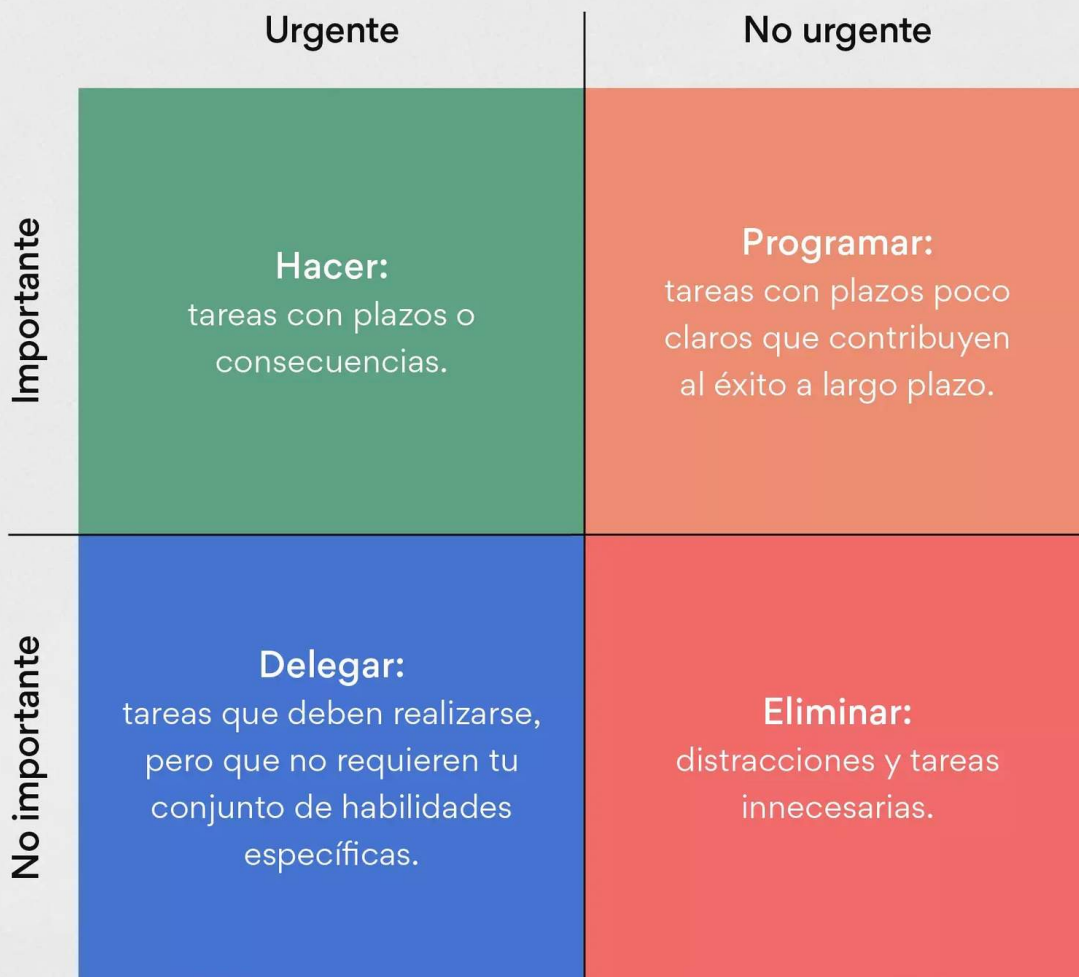 Urgente
No urgente
Importante
Hacer:
tareas con plazos o
consecuencias.
Programar:
tareas con plazos poco
claros que contribuyen
al éxito a largo plazo.
No importante
Delegar:
tareas que deben realizarse,
pero que no requieren tu
conjunto de habilidades
específicas.
Eliminar:
distracciones y tareas
innecesarias.